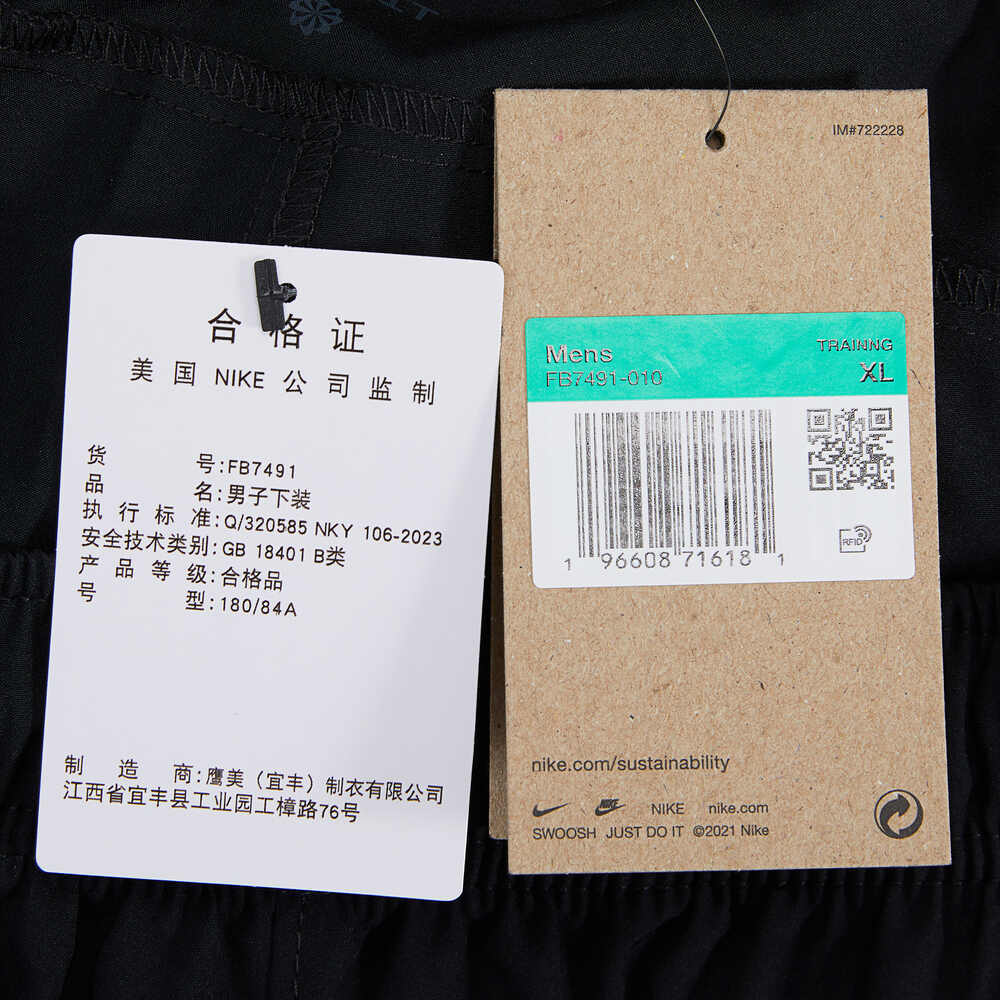 合格证
美国NIKE公司监制
货号:FB7491
品名:男子下装
执行标准:Q/320585 NKY 106-2023
安全技术类别:GB 18401 B类
产品等级:合格品
号型:180/84A
制造商:鹰美（宜丰）制衣有限公司
江西省宜丰县工业园工樟路76号
IM#722228
Mens
TRAINNG
FB7491-010
XL
1 96608 71618 1
RFID
nike.com/sustainability
NIKE nike.com
SWOOSH JUST DO IT ©2021 Nike